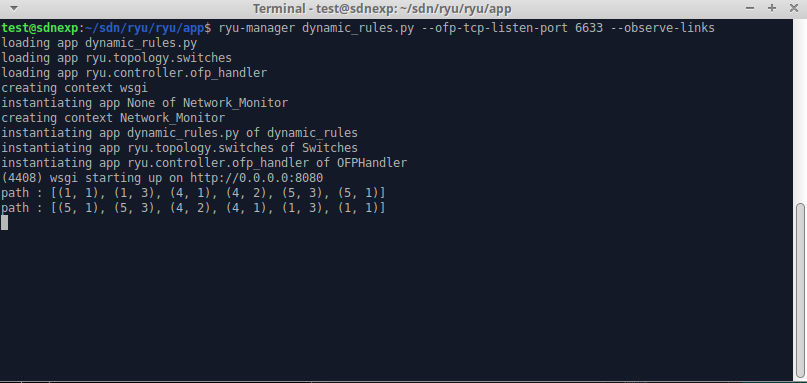 Terminal - test@sdnexp: ~/sdn/ryu/ryu/app
test@sdnexp:~/sdn/ryu/ryu/app$ ryu-manager dynamic_rules.py --ofp-tcp-listen-port 6633 --observe-links
loading app dynamic_rules.py
loading app ryu.topology.switches
loading app ryu.controller.ofp_handler
creating context wsgi
instantiating app None of Network_Monitor
creating context Network_Monitor
instantiating app dynamic_rules.py of dynamic_rules
instantiating app ryu.topology.switches of Switches
instantiating app ryu.controller.ofp_handler of OFPHandler
(4408) wsgi starting up on http://0.0.0.0:8080
path : [(1, 1), (1, 3), (4, 1), (4, 2), (5, 3), (5, 1)]
path : [(5, 1), (5, 3), (4, 2), (4, 1), (1, 3), (1, 1)]